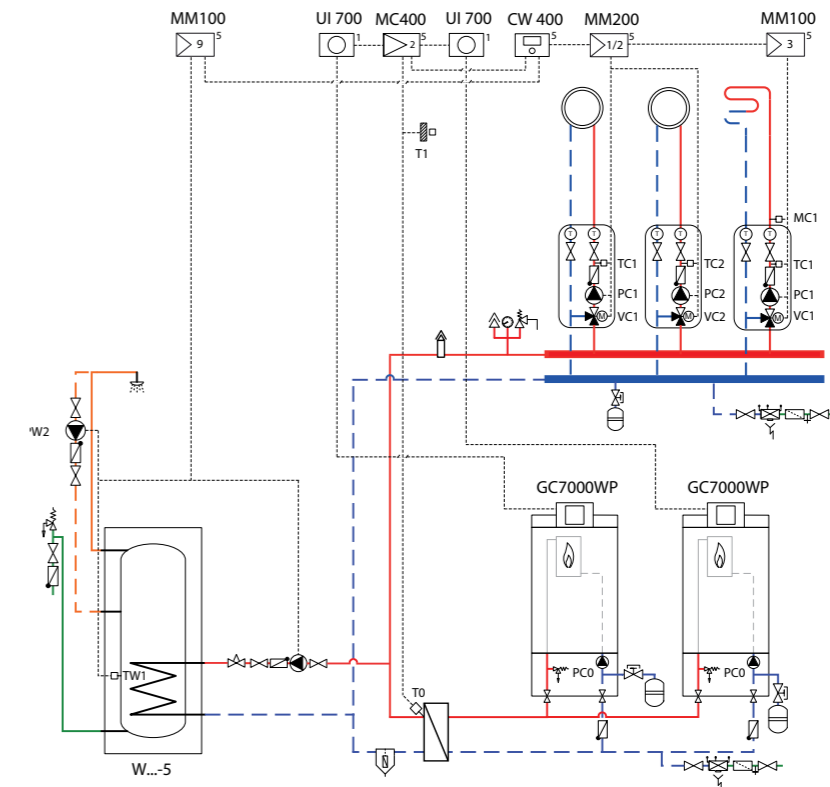 MM100 UI 700 MC400 UI 700 CW 400 MM200 MM100
9 5 1 2 5 1 5 1/2 5 3 5
T1
MC1
T T T T T T
TC1 TC2 TC1
PC1 PC2 PC1
M VC1 M VC2 M VC1
'W2
GC7000WP GC7000WP
TW1
PC0 PC0
T0
W...-5